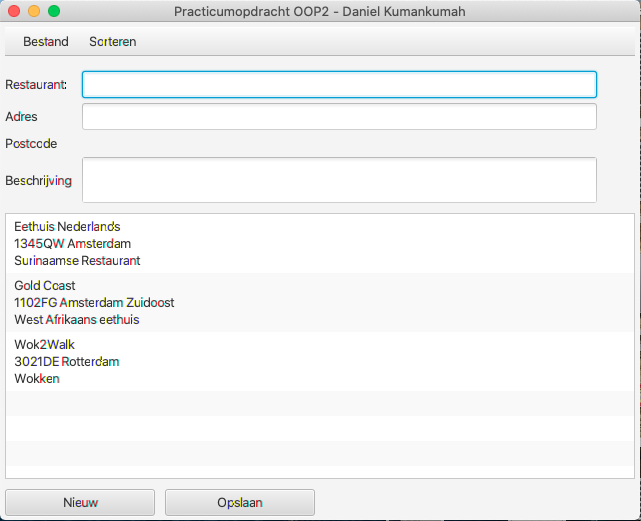 Practicumopdracht OOP2 - Daniel Kumankumah
Bestand Sorteren
Restaurant:
Adres
Postcode
Beschrijving
Eethuis Nederlands
1345QW Amsterdam
Surinaamse Restaurant
Gold Coast
1102FG Amsterdam Zuidoost
West Afrikaans eethuis
Wok2Walk
3021DE Rotterdam
Wokken
Nieuw Opslaan